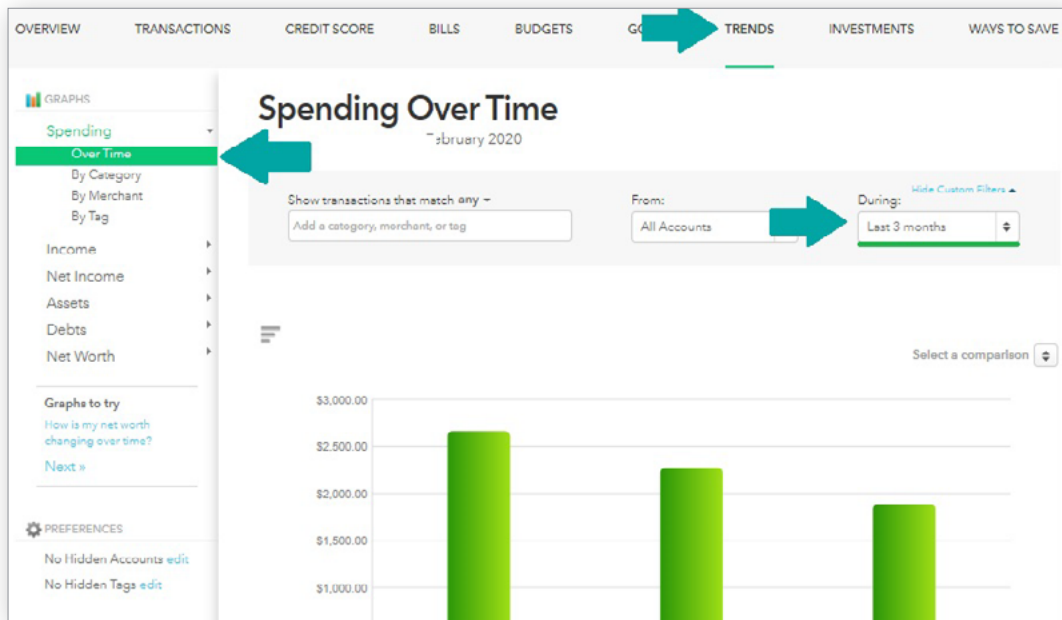 OVERVIEW TRANSACTIONS CREDIT SCORE BILLS BUDGETS TRENDS INVESTMENTS WAYS TO SAVE
GRAPHS
Spending
Over Time
By Category
By Merchant
By Tag
Income
Net Income
Assets
Debts
Net Worth
Graphs to try
How is my net worth
changing over time?
Next »
PREFERENCES
No Hidden Accounts edit
No Hidden Tags edit
Spending Over Time
February 2020
Hide Custom Filters
Show transactions that match any
Add a category, merchant, or tag
From:
All Accounts
During:
Last 3 months
Select a comparison
$3,000.00
$2,500.00
$2,000.00
$1,500.00
$1,000.00